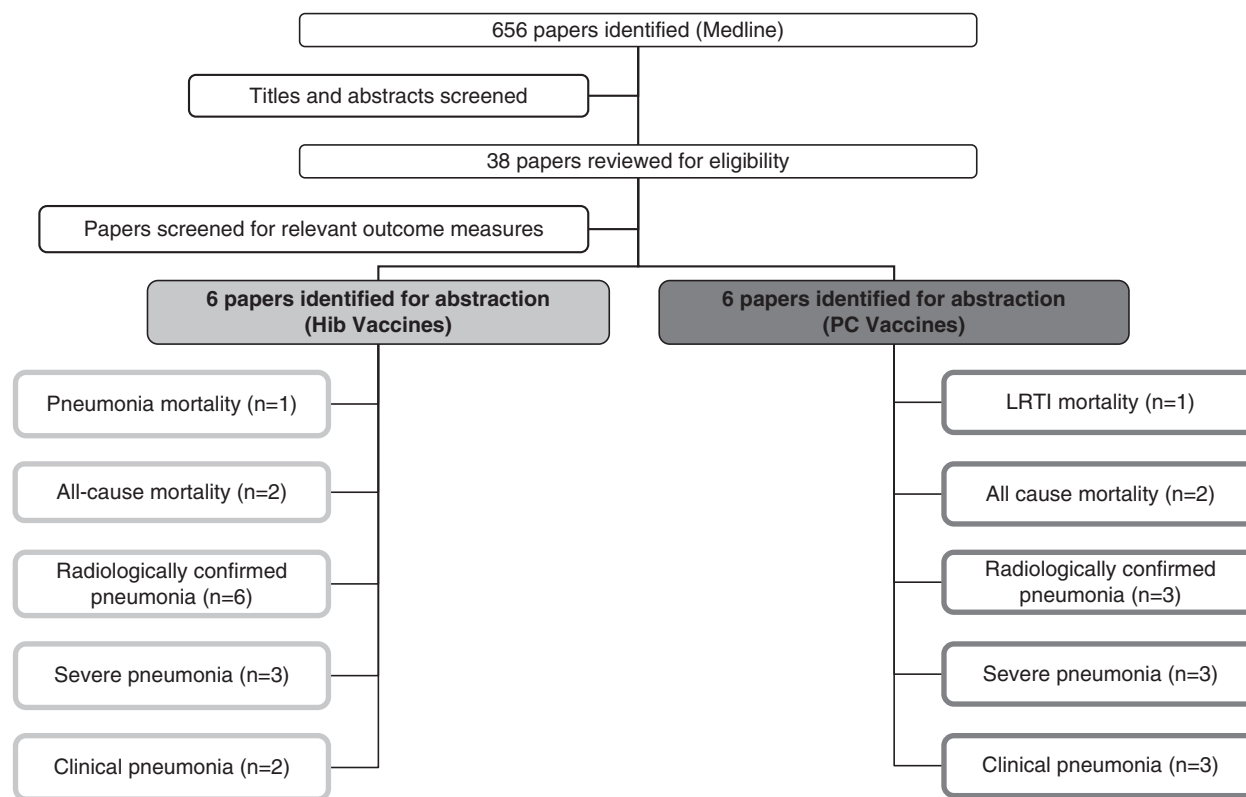 656 papers identified (Medline)
Titles and abstracts screened
38 papers reviewed for eligibility
Papers screened for relevant outcome measures
6 papers identified for abstraction
(Hib Vaccines)
6 papers identified for abstraction
(PC Vaccines)
Pneumonia mortality (n=1)
All-cause mortality (n=2)
Radiologically confirmed
pneumonia (n=6)
Severe pneumonia (n=3)
Clinical pneumonia (n=2)
LRTI mortality (n=1)
All cause mortality (n=2)
Radiologically confirmed
pneumonia (n=3)
Severe pneumonia (n=3)
Clinical pneumonia (n=3)